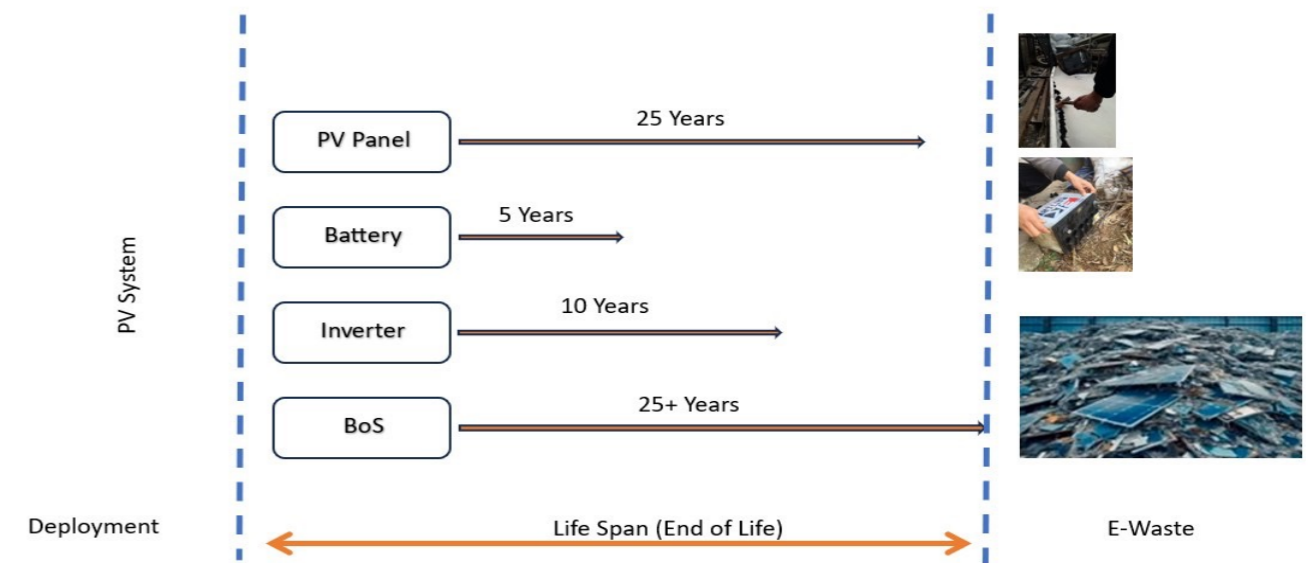 PV System
PV Panel
25 Years
Battery
5 Years
Inverter
10 Years
BoS
25+ Years
Deployment
Life Span (End of Life)
E-Waste